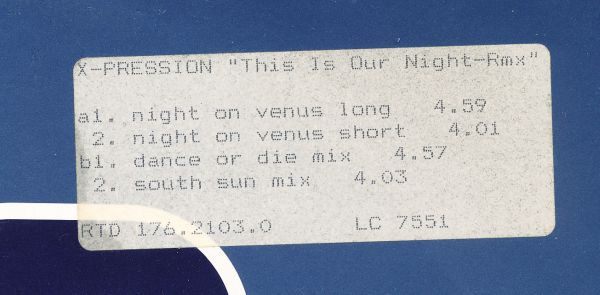 X-PRESSION "This Is Our Night-Rmx"
a1. night on venus long 4.59
2. night on venus short 4.01
b1. dance or die mix 4.57
2. south sun mix 4.03
RTD 176.2103.0 LC 7551